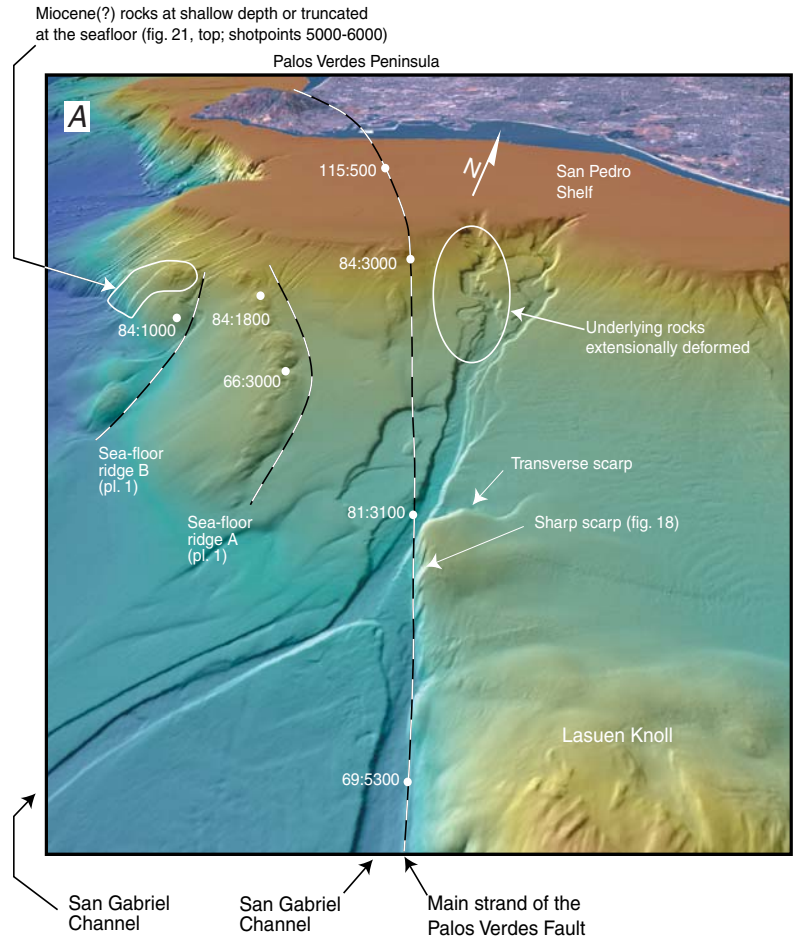 Miocene(?) rocks at shallow depth or truncated
at the seafloor (fig. 21, top; shotpoints 5000-6000)
Palos Verdes Peninsula
A
115:500
N
San Pedro
Shelf
84:3000
84:1000
84:1800
Underlying rocks
extensionally deformed
66:3000
Sea-floor
ridge B
(pl. 1)
Transverse scarp
Sea-floor
ridge A
(pl. 1)
81:3100
Sharp scarp (fig. 18)
Lasuen Knoll
69:5300
San Gabriel
Channel
San Gabriel
Channel
Main strand of the
Palos Verdes Fault